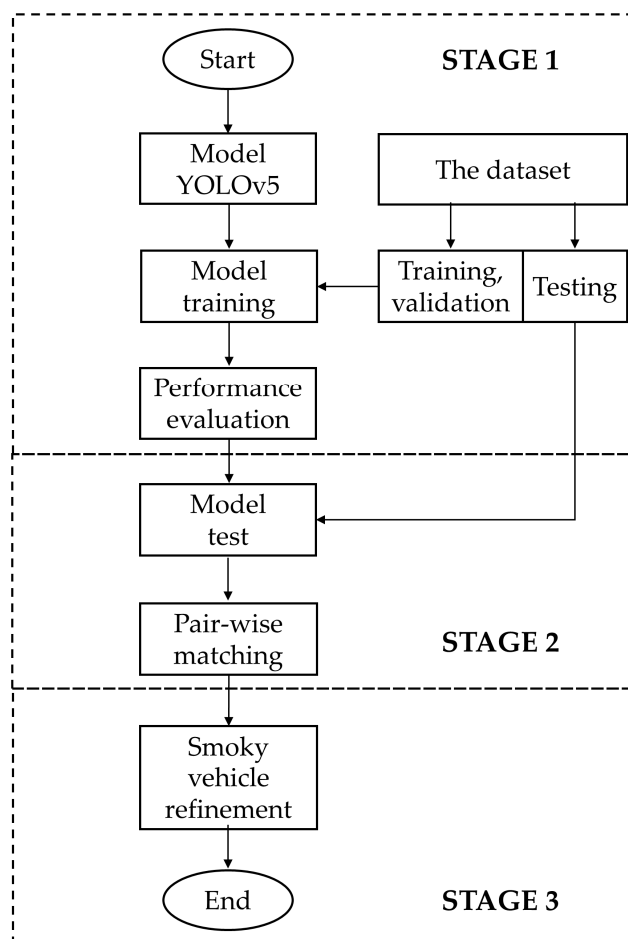 Start
STAGE 1
Model
YOLOv5
The dataset
Model
training
Training,
validation
Testing
Performance
evaluation
Model
test
Pair-wise
matching
STAGE 2
Smoky
vehicle
refinement
End
STAGE 3